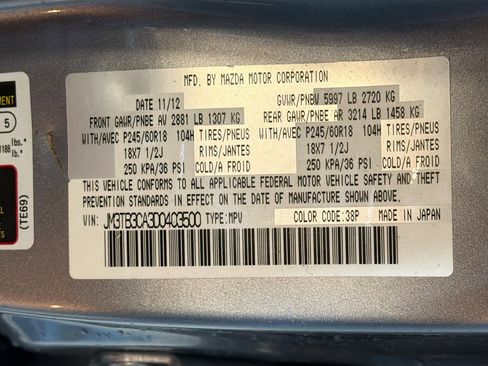 MFD. BY MAZDA MOTOR CORPORATION
DATE 11/12
GVWR/PNBV 5997 LB 2720 KG
FRONT GAWR/PNBE AV 2881 LB 1307 KG
REAR GAWR/PNBE AR 3214 LB 1458 KG
WITH/AVEC P245/60R18 104H TIRES/PNEUS
WITH/AVEC P245/60R18 104H TIRES/PNEUS
18X7 1/2J RIMS/JANTES
18X7 1/2J RIMS/JANTES
250 KPA/36 PSI COLD/A FROID
250 KPA/36 PSI COLD/A FROID
THIS VEHICLE CONFORMS TO ALL APPLICABLE FEDERAL MOTOR VEHICLE SAFETY AND THEFT
PREVENTION STANDARDS IN EFFECT ON THE DATE OF MANUFACTURE SHOWN ABOVE.
VIN: JM3TB3CA3D0403500 TYPE:MPV
COLOR CODE:38P MADE IN JAPAN
5
(TE69)